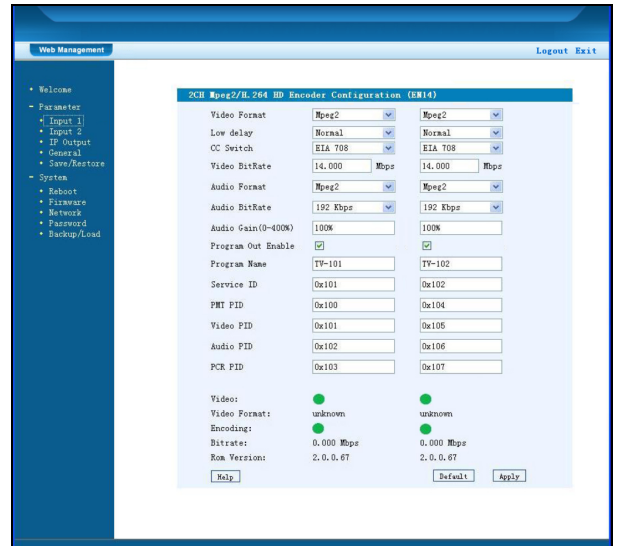 Web Management
Logout Exit
• Welcome
- Parameter
• Input 1
• Input 2
• IP Output
• General
• Save/Restore
- System
• Reboot
• Firmware
• Network
• Password
• Backup/Load
2CH Mpeg2/H.264 HD Encoder Configuration (EM14)
Video Format Mpeg2 Mpeg2
Low delay Normal Normal
CC Switch EIA 708 EIA 708
Video BitRate 14.000 Mbps 14.000 Mbps
Audio Format Mpeg2 Mpeg2
Audio BitRate 192 Kbps 192 Kbps
Audio Gain(0-400%) 100% 100%
Program Out Enable
Program Name TV-101 TV-102
Service ID 0x101 0x102
PMT PID 0x100 0x104
Video PID 0x101 0x105
Audio PID 0x102 0x106
PCR PID 0x103 0x107
Video:
Video Format: unknown unknown
Encoding:
Bitrate: 0.000 Mbps 0.000 Mbps
Rom Version: 2.0.0.67 2.0.0.67
Help Default Apply